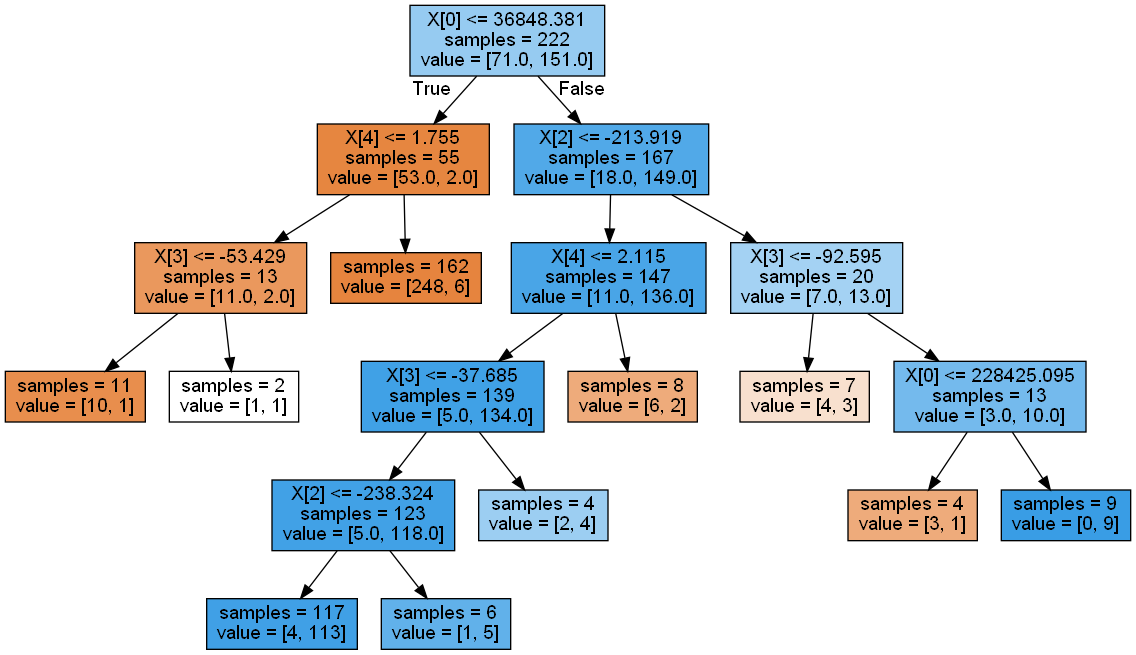 X[0] <= 36848.381
samples = 222
value = [71.0, 151.0]
True
False
X[4] <= 1.755
samples = 55
value = [53.0, 2.0]
X[2] <= -213.919
samples = 167
value = [18.0, 149.0]
X[3] <= -53.429
samples = 13
value = [11.0, 2.0]
samples = 162
value = [248, 6]
X[4] <= 2.115
samples = 147
value = [11.0, 136.0]
X[3] <= -92.595
samples = 20
value = [7.0, 13.0]
samples = 11
value = [10, 1]
samples = 2
value = [1, 1]
X[3] <= -37.685
samples = 139
value = [5.0, 134.0]
samples = 8
value = [6, 2]
samples = 7
value = [4, 3]
X[0] <= 228425.095
samples = 13
value = [3.0, 10.0]
X[2] <= -238.324
samples = 123
value = [5.0, 118.0]
samples = 4
value = [2, 4]
samples = 4
value = [3, 1]
samples = 9
value = [0, 9]
samples = 117
value = [4, 113]
samples = 6
value = [1, 5]